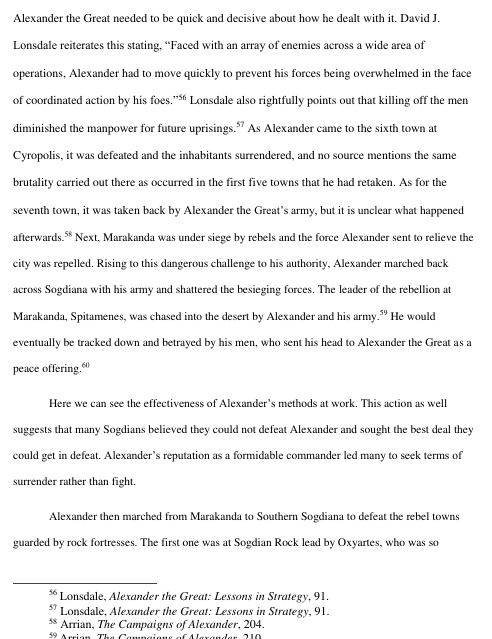 Alexander the Great needed to be quick and decisive about how he dealt with it. David J.
Lonsdale reiterates this stating, “Faced with an array of enemies across a wide area of
operations, Alexander had to move quickly to prevent his forces being overwhelmed in the face
of coordinated action by his foes.”56 Lonsdale also rightfully points out that killing off the men
diminished the manpower for future uprisings.57 As Alexander came to the sixth town at
Cyropolis, it was defeated and the inhabitants surrendered, and no source mentions the same
brutality carried out there as occurred in the first five towns that he had retaken. As for the
seventh town, it was taken back by Alexander the Great’s army, but it is unclear what happened
afterwards.58 Next, Marakanda was under siege by rebels and the force Alexander sent to relieve the
city was repelled. Rising to this dangerous challenge to his authority, Alexander marched back
across Sogdiana with his army and shattered the besieging forces. The leader of the rebellion at
Marakanda, Spitamenes, was chased into the desert by Alexander and his army.59 He would
eventually be tracked down and betrayed by his men, who sent his head to Alexander the Great as a
peace offering.60
Here we can see the effectiveness of Alexander’s methods at work. This action as well
suggests that many Sogdians believed they could not defeat Alexander and sought the best deal they
could get in defeat. Alexander’s reputation as a formidable commander led many to seek terms of
surrender rather than fight.
Alexander then marched from Marakanda to Southern Sogdiana to defeat the rebel towns
guarded by rock fortresses. The first one was at Sogdian Rock lead by Oxyartes, who was so
56 Lonsdale, Alexander the Great: Lessons in Strategy, 91.
57 Lonsdale, Alexander the Great: Lessons in Strategy, 91.
58 Arrian, The Campaigns of Alexander, 204.
59 Arrian, The Campaigns of Alexander, 210.